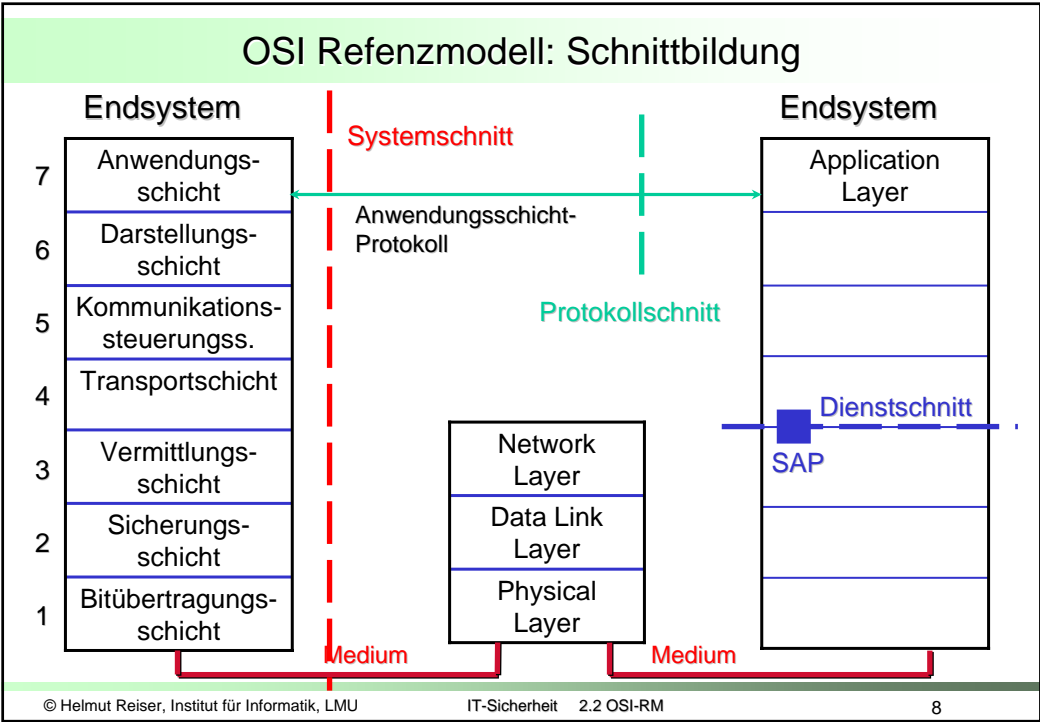 OSI Refenzmodell: Schnittbildung
Endsystem
Endsystem
Systemschnitt
7
Anwendungs-
schicht
Application
Layer
Anwendungsschicht-
Protokoll
6
Darstellungs-
schicht
Protokollschnitt
5
Kommunikations-
steuerungss.
4
Transportschicht
Dienstschnitt
SAP
3
Vermittlungs-
schicht
Network
Layer
2
Sicherungs-
schicht
Data Link
Layer
1
Bitübertragungs-
schicht
Physical
Layer
Medium
Medium
© Helmut Reiser, Institut für Informatik, LMU
IT-Sicherheit 2.2 OSI-RM
8